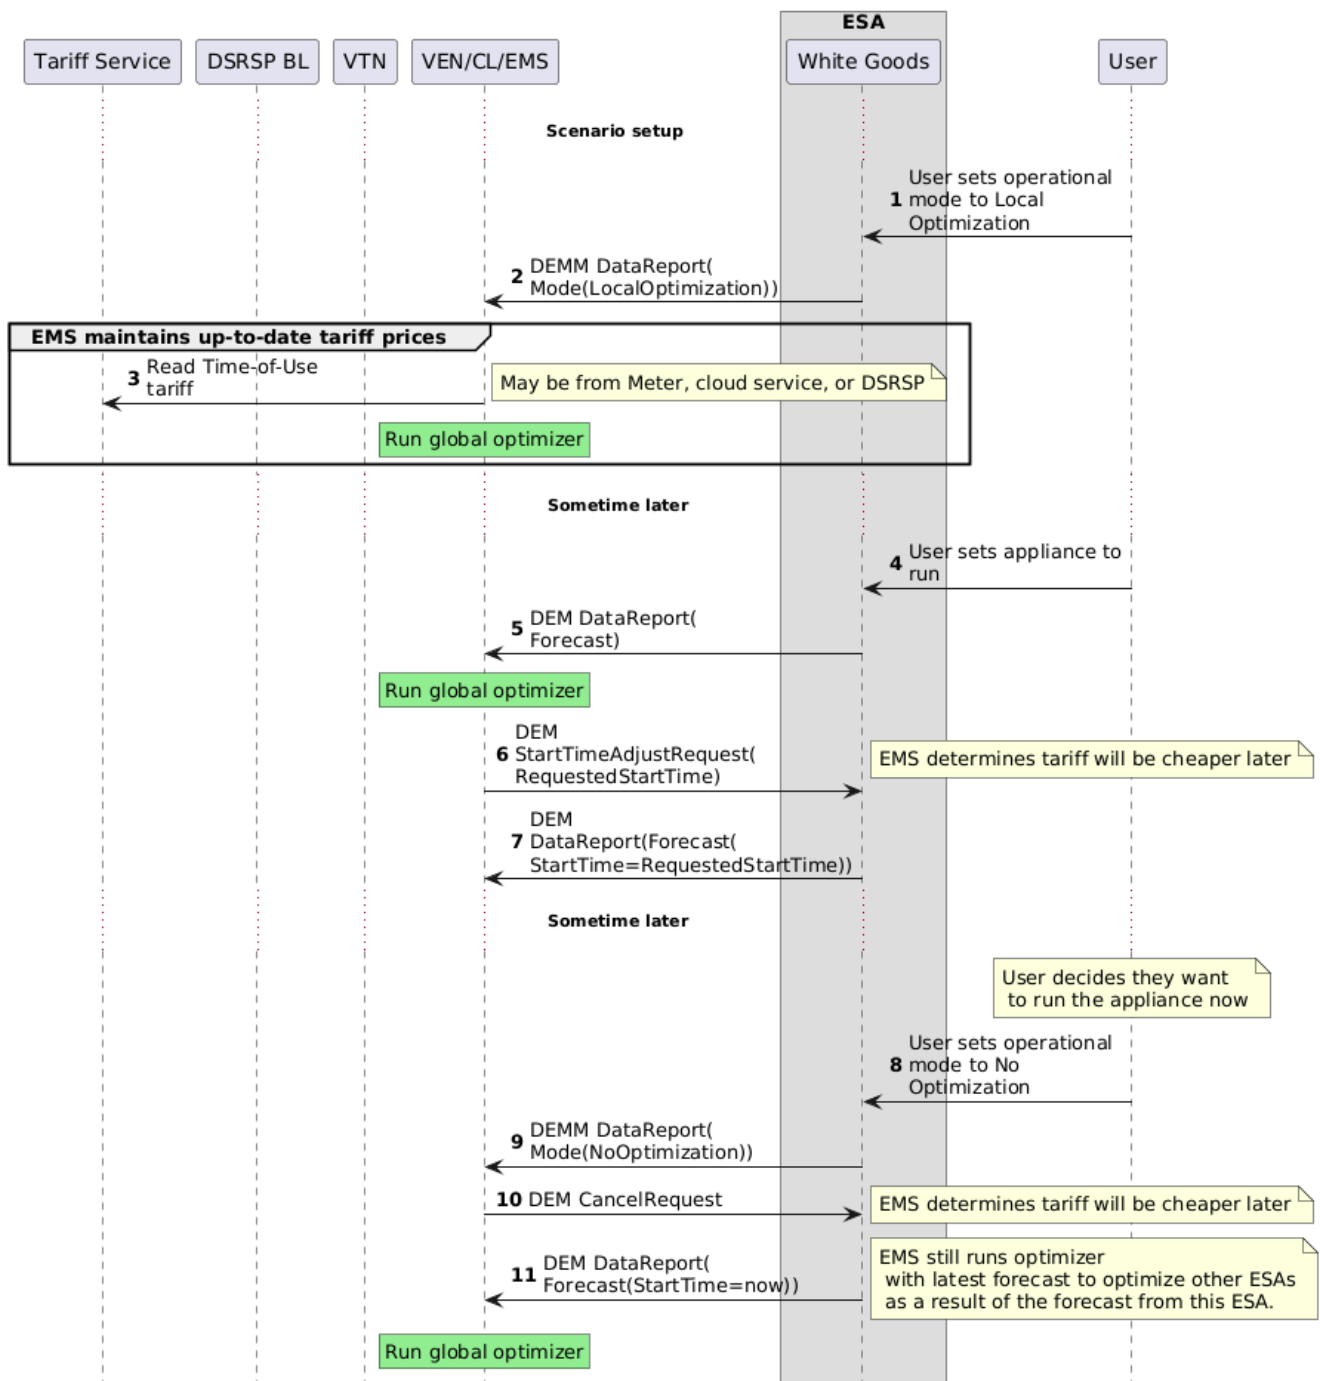 ESA
Tariff Service
DSRSP BL
VTN
VEN/CL/EMS
White Goods
User
Scenario setup
1 User sets operational
mode to Local
Optimization
2 DEMM DataReport(
Mode(LocalOptimization))
EMS maintains up-to-date tariff prices
3 Read Time-of-Use
tariff
May be from Meter, cloud service, or DSRSP
Run global optimizer
Sometime later
4 User sets appliance to
run
5 DEM DataReport(
Forecast)
Run global optimizer
6 DEM
StartTimeAdjustRequest(
RequestedStartTime)
EMS determines tariff will be cheaper later
7 DEM
DataReport(Forecast(
StartTime=RequestedStartTime))
Sometime later
User decides they want
to run the appliance now
8 User sets operational
mode to No
Optimization
9 DEMM DataReport(
Mode(NoOptimization))
10 DEM CancelRequest
EMS determines tariff will be cheaper later
11 DEM DataReport(
Forecast(StartTime=now))
EMS still runs optimizer
with latest forecast to optimize other ESAs
as a result of the forecast from this ESA.
Run global optimizer